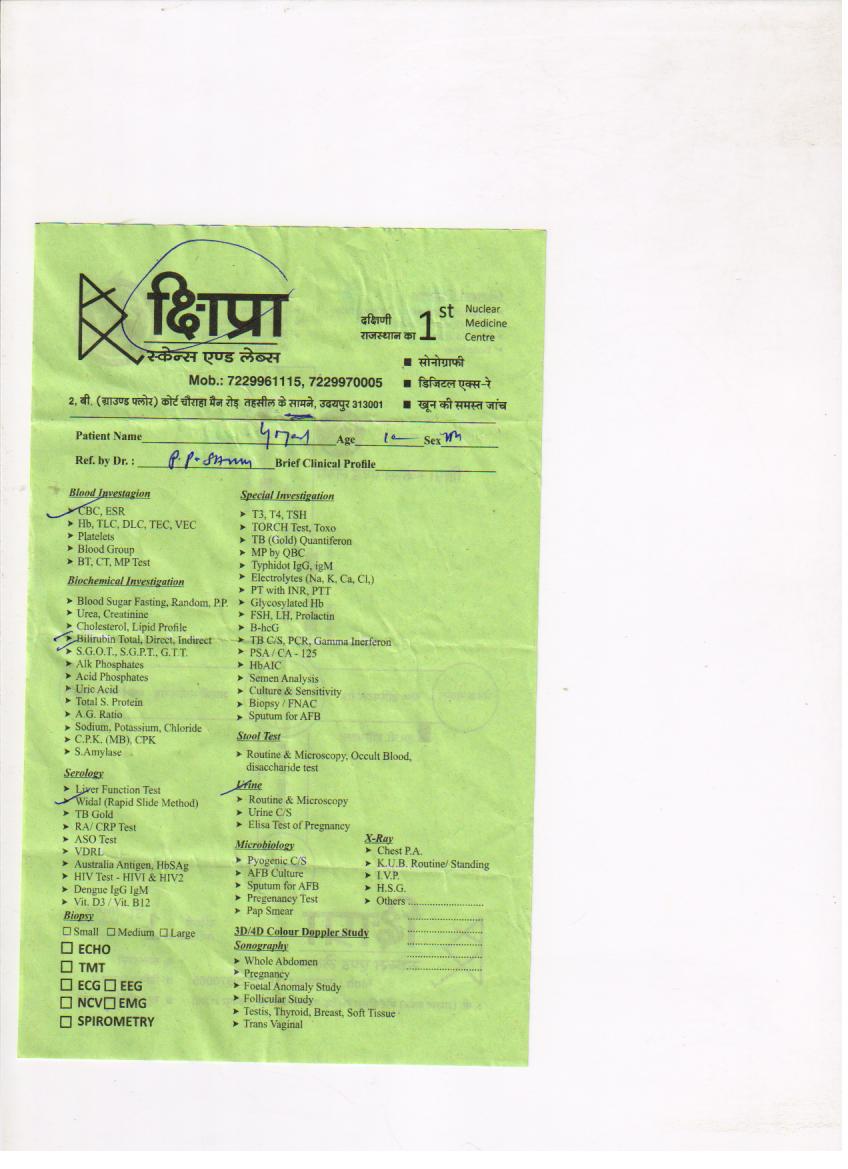 क्षिप्रा
स्केन्स एण्ड लेब्स
दक्षिणी
राजस्थान का 1st Nuclear
Medicine
Centre
■ सोनोग्राफी
Mob.: 7229961115, 7229970005 ■ डिजिटल एक्स-रे
2, बी. (ग्राउण्ड फ्लोर) कोर्ट चौराहा मैन रोड़ तहसील के सामने, उदयपुर 313001 ■ खून की समस्त जांच
Patient Name Age Sex M
Ref. by Dr. : Brief Clinical Profile
Blood Investagion
➤ CBC, ESR
➤ Hb, TLC, DLC, TEC, VEC
➤ Platelets
➤ Blood Group
➤ BT, CT, MP Test
Biochemical Investigation
➤ Blood Sugar Fasting, Random, P.P.
➤ Urea, Creatinine
➤ Cholesterol, Lipid Profile
➤ Bilirubin Total, Direct, Indirect
➤ S.G.O.T., S.G.P.T., G.T.T.
➤ Alk Phosphates
➤ Acid Phosphates
➤ Uric Acid
➤ Total S. Protein
➤ A.G. Ratio
➤ Sodium, Potassium, Chloride
➤ C.P.K. (MB), CPK
➤ S.Amylase
Serology
➤ Liver Function Test
➤ Widal (Rapid Slide Method)
➤ TB Gold
➤ RA/ CRP Test
➤ ASO Test
➤ VDRL
➤ Australia Antigen, HbSAg
➤ HIV Test - HIVI & HIV2
➤ Dengue IgG IgM
➤ Vit. D3 / Vit. B12
Biopsy
☐ Small ☐ Medium ☐ Large
☐ ECHO
☐ TMT
☐ ECG ☐ EEG
☐ NCV ☐ EMG
☐ SPIROMETRY
Special Investigation
➤ T3, T4, TSH
➤ TORCH Test, Toxo
➤ TB (Gold) Quantiferon
➤ MP by QBC
➤ Typhidot IgG, igM
➤ Electrolytes (Na, K, Ca, Cl,)
➤ PT with INR, PTT
➤ Glycosylated Hb
➤ FSH, LH, Prolactin
➤ B-hcG
➤ TB C/S, PCR, Gamma Inerferon
➤ PSA / CA - 125
➤ HbAIC
➤ Semen Analysis
➤ Culture & Sensitivity
➤ Biopsy / FNAC
➤ Sputum for AFB
Stool Test
➤ Routine & Microscopy, Occult Blood,
disaccharide test
Urine
➤ Routine & Microscopy
➤ Urine C/S
➤ Elisa Test of Pregnancy
Microbiology
➤ Pyogenic C/S
➤ AFB Culture
➤ Sputum for AFB
➤ Pregenancy Test
➤ Pap Smear
X-Ray
➤ Chest P.A.
➤ K.U.B. Routine/ Standing
➤ I.V.P.
➤ H.S.G.
➤ Others
3D/4D Colour Doppler Study
Sonography
➤ Whole Abdomen
➤ Pregnancy
➤ Foetal Anomaly Study
➤ Follicular Study
➤ Testis, Thyroid, Breast, Soft Tissue
➤ Trans Vaginal